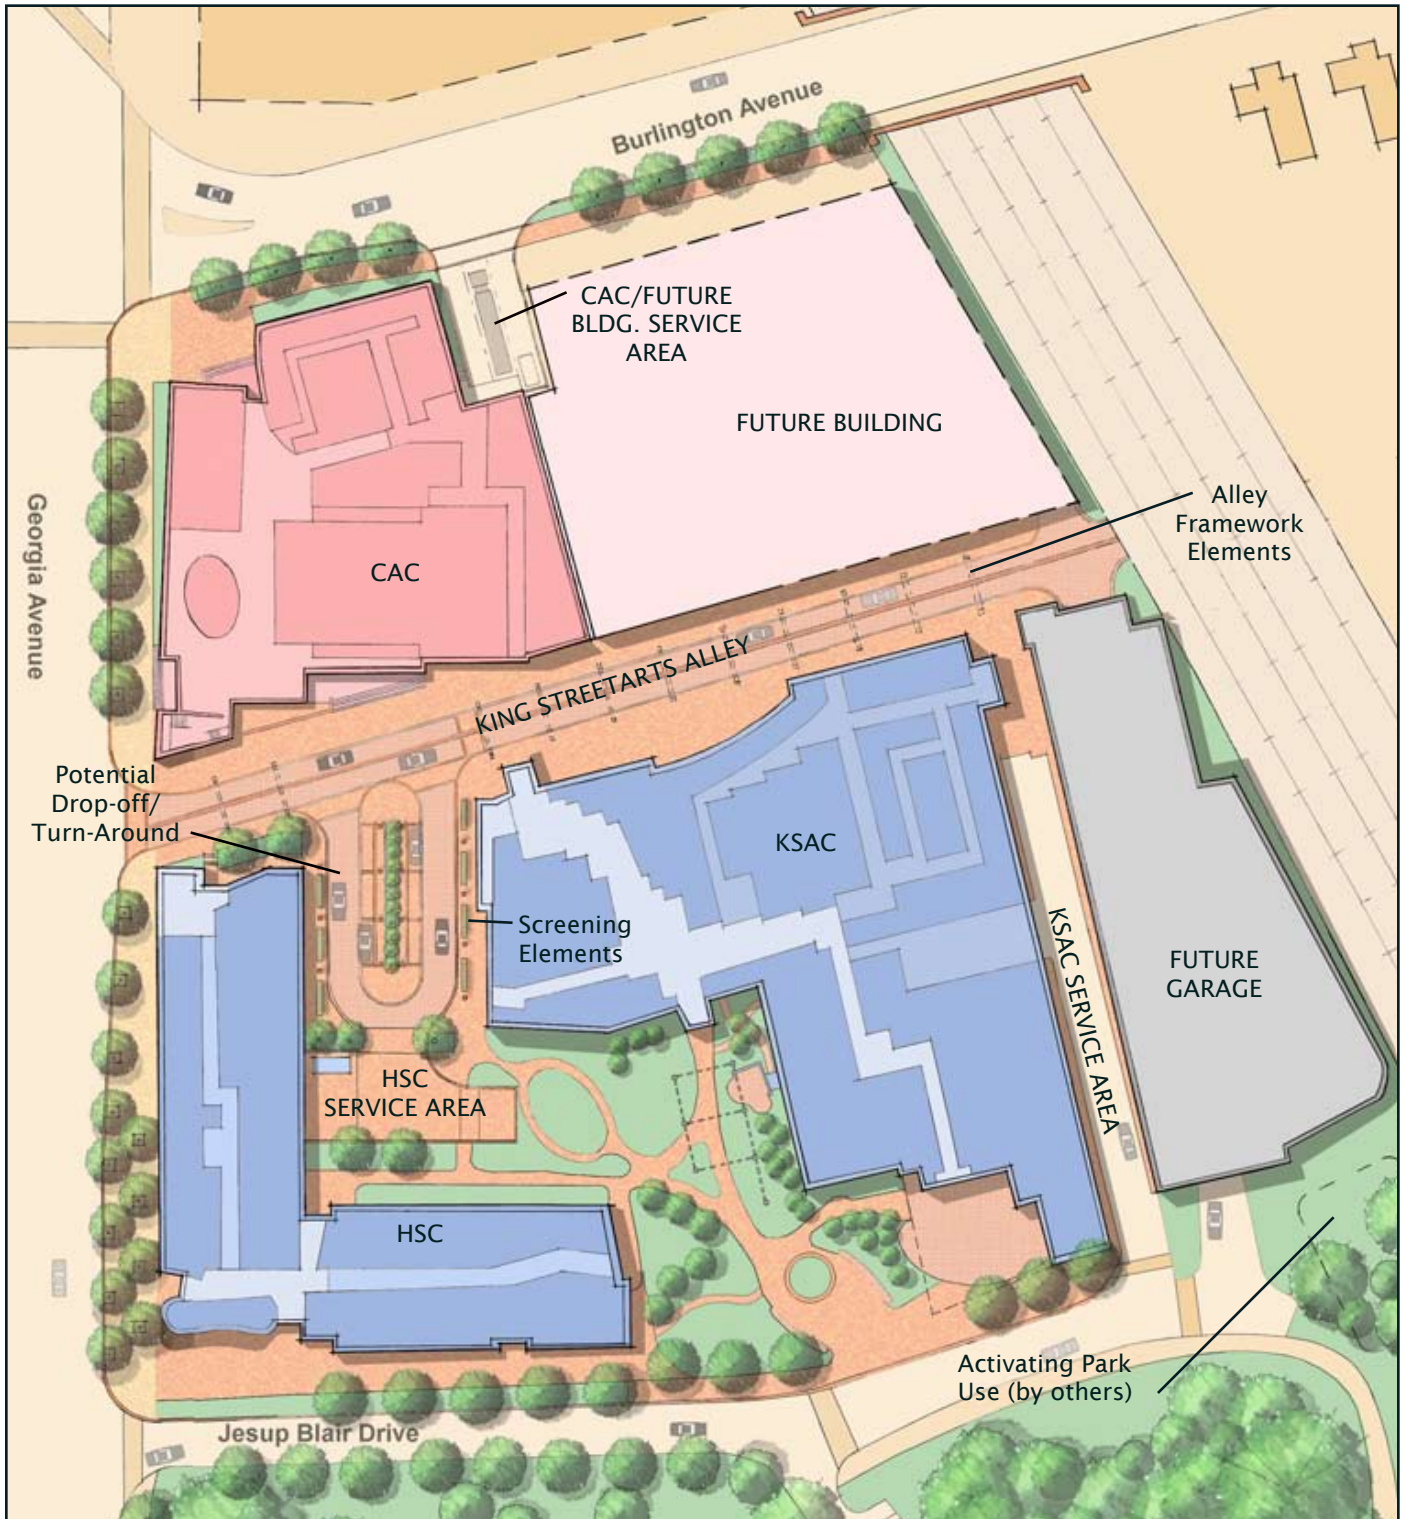 Burlington Avenue
CAC/FUTURE
BLDG. SERVICE
AREA
FUTURE BUILDING
Georgia Avenue
Alley
Framework
Elements
CAC
KING STREETARTS ALLEY
Potential
Drop-off/
Turn-Around
KSAC
Screening
Elements
KSAC SERVICE AREA
FUTURE
GARAGE
HSC
SERVICE AREA
HSC
Activating Park
Use (by others)
Jesup Blair Drive